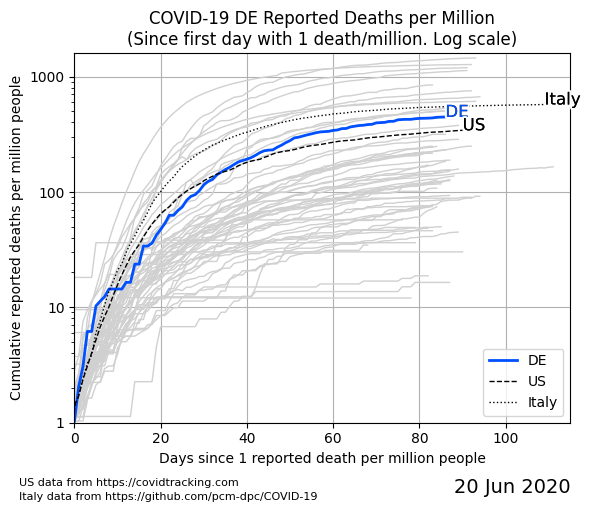 COVID-19 DE Reported Deaths per Million
(Since first day with 1 death/million. Log scale)
Cumulative reported deaths per million people
1000
100
10
1
Italy
DE
US
DE
US
Italy
0 20 40 60 80 100
Days since 1 reported death per million people
US data from https://covidtracking.com
Italy data from https://github.com/pcm-dpc/COVID-19
20 Jun 2020